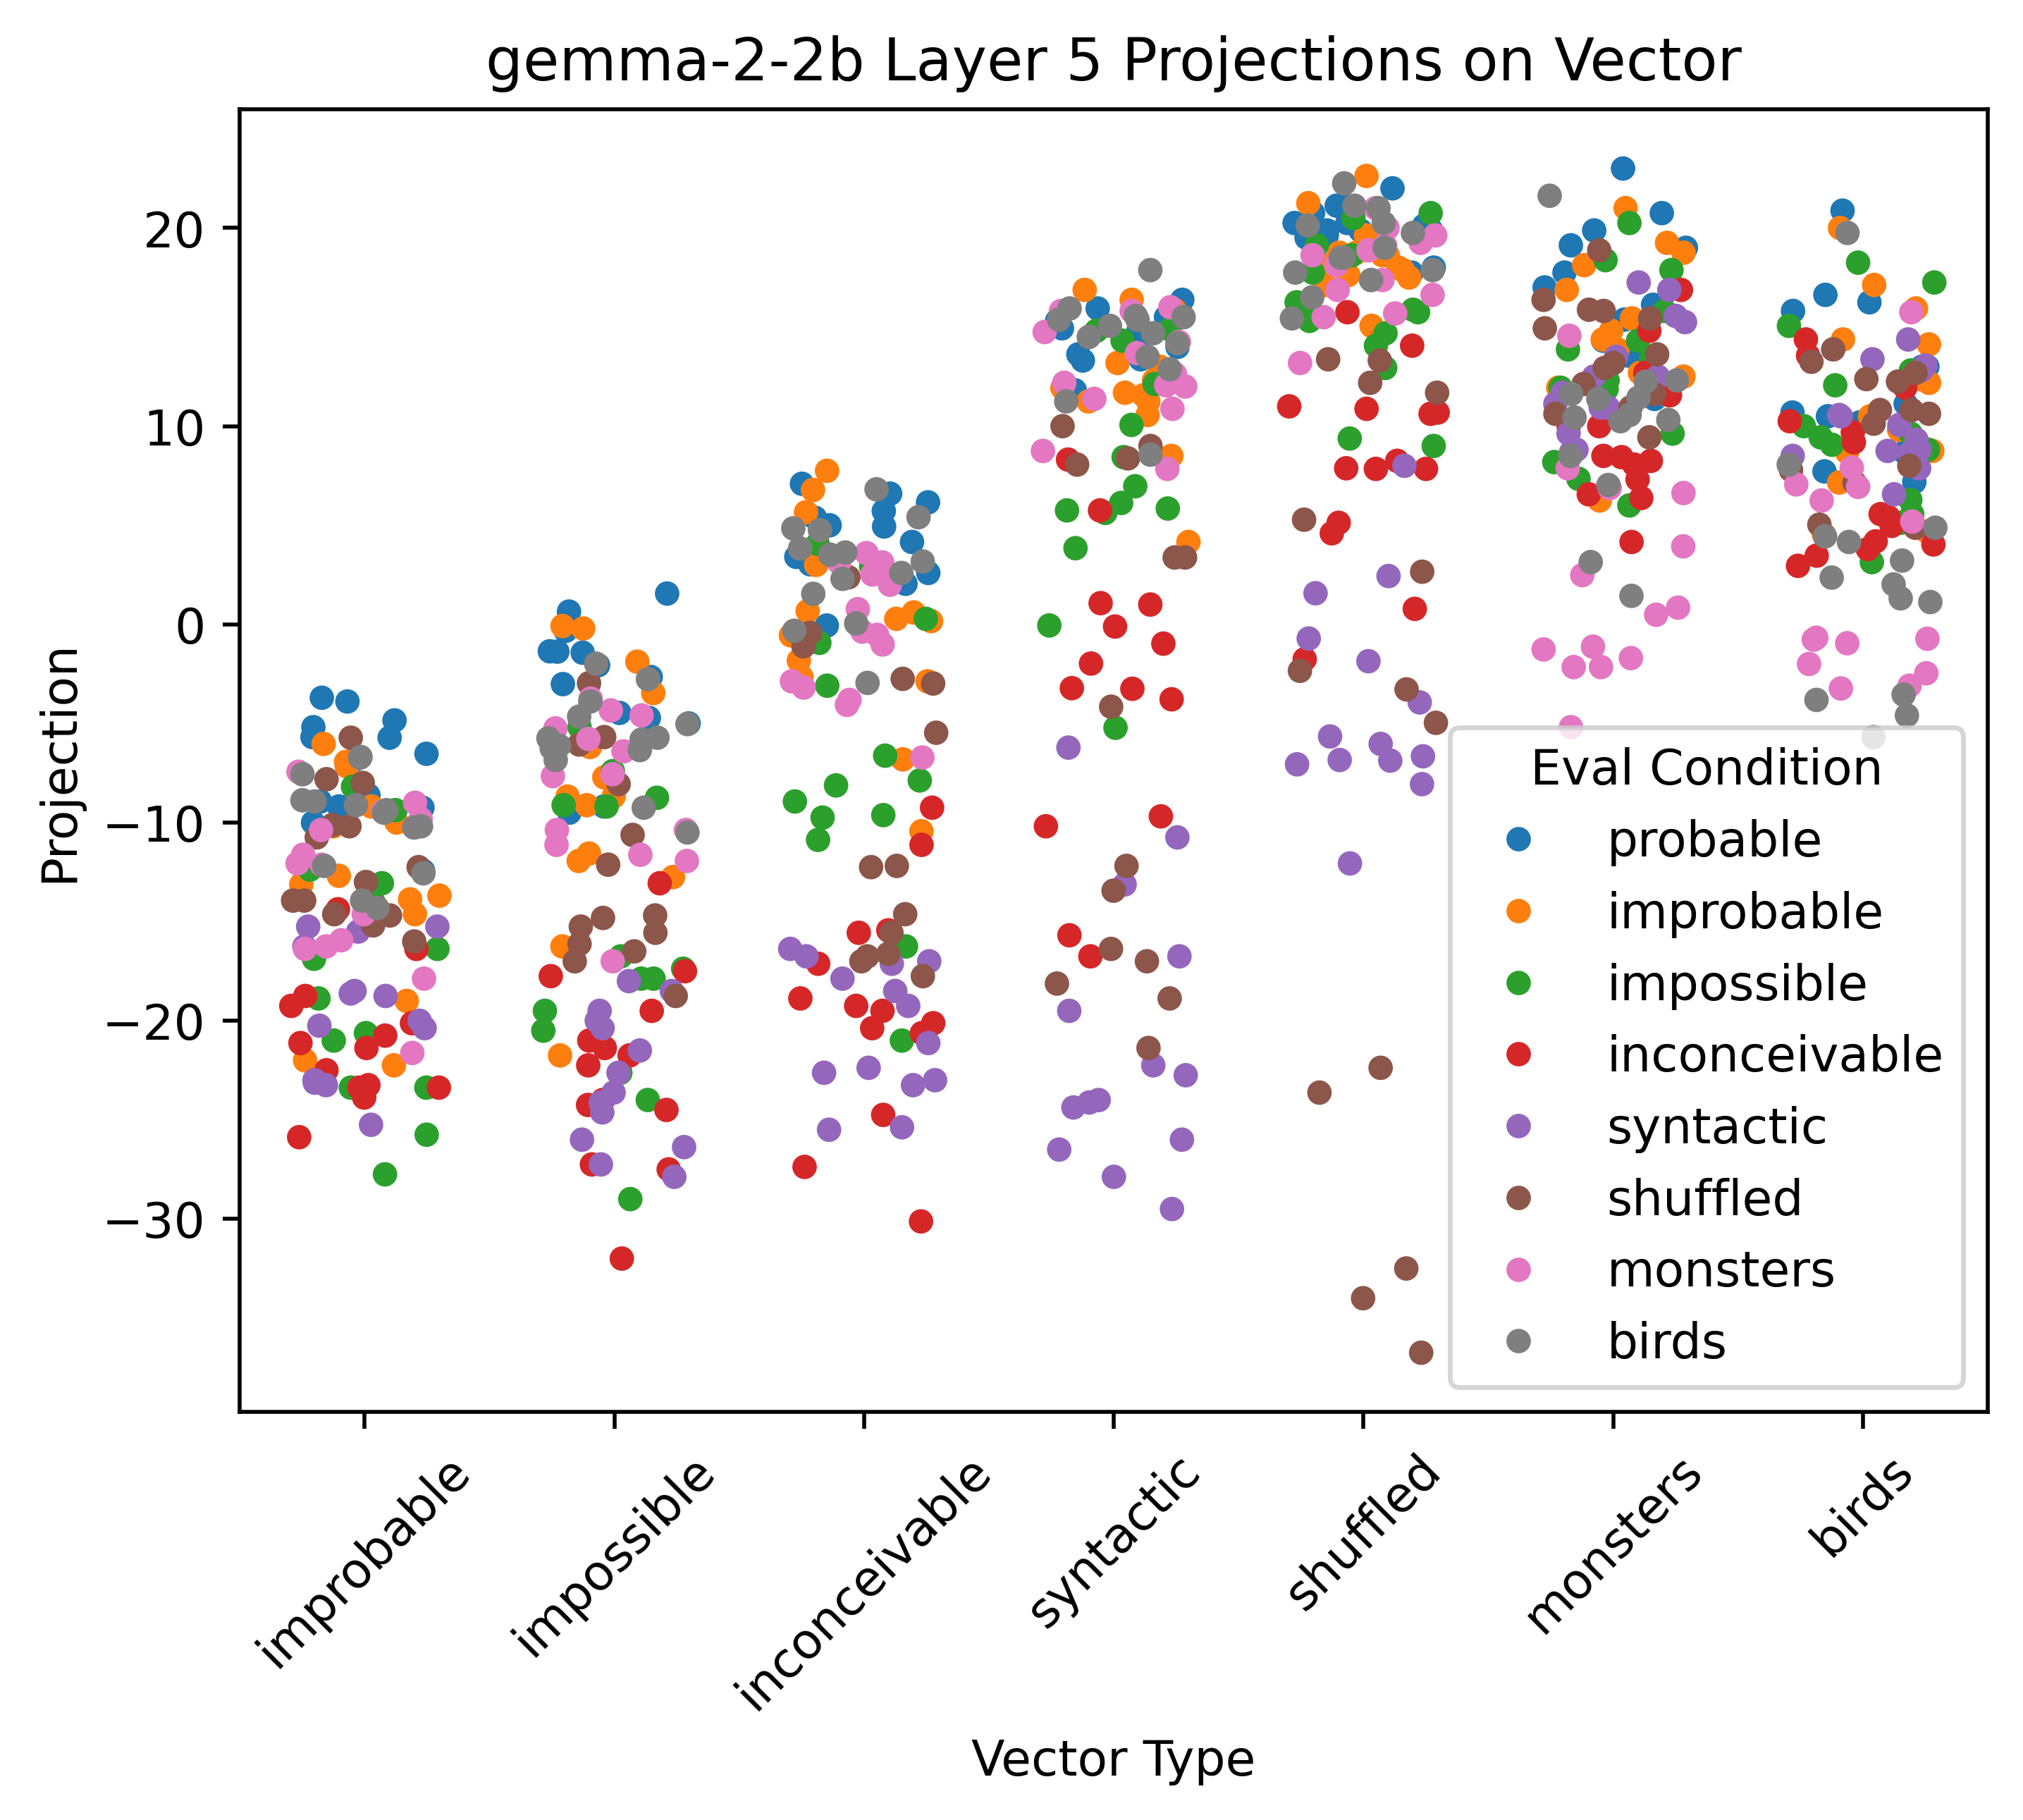 gemma-2-2b Layer 5 Projections on Vector
Projection
20
10
0
−10
−20
−30
Eval Condition
probable
improbable
impossible
inconceivable
syntactic
shuffled
monsters
birds
improbable
impossible
inconceivable
syntactic
shuffled
monsters
birds
Vector Type